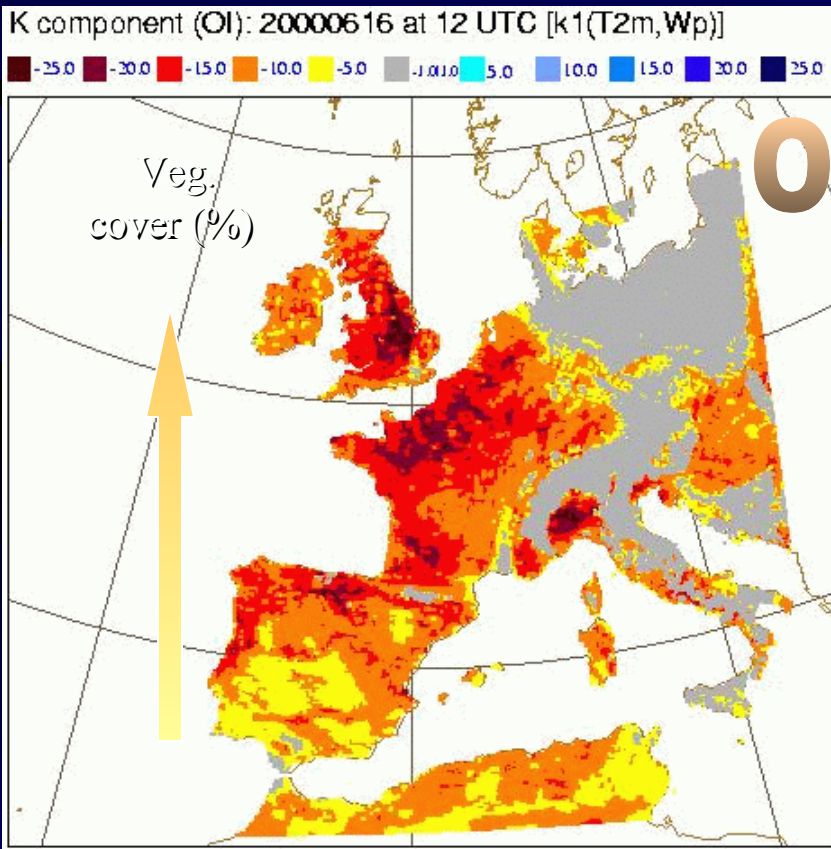 K component (OI): 20000616 at 12 UTC [k1(T2m,Wp)]
-25.0 -20.0 -15.0 -10.0 -5.0 -1.0/1.0 5.0 10.0 15.0 20.0 25.0
O
Veg.
cover (%)